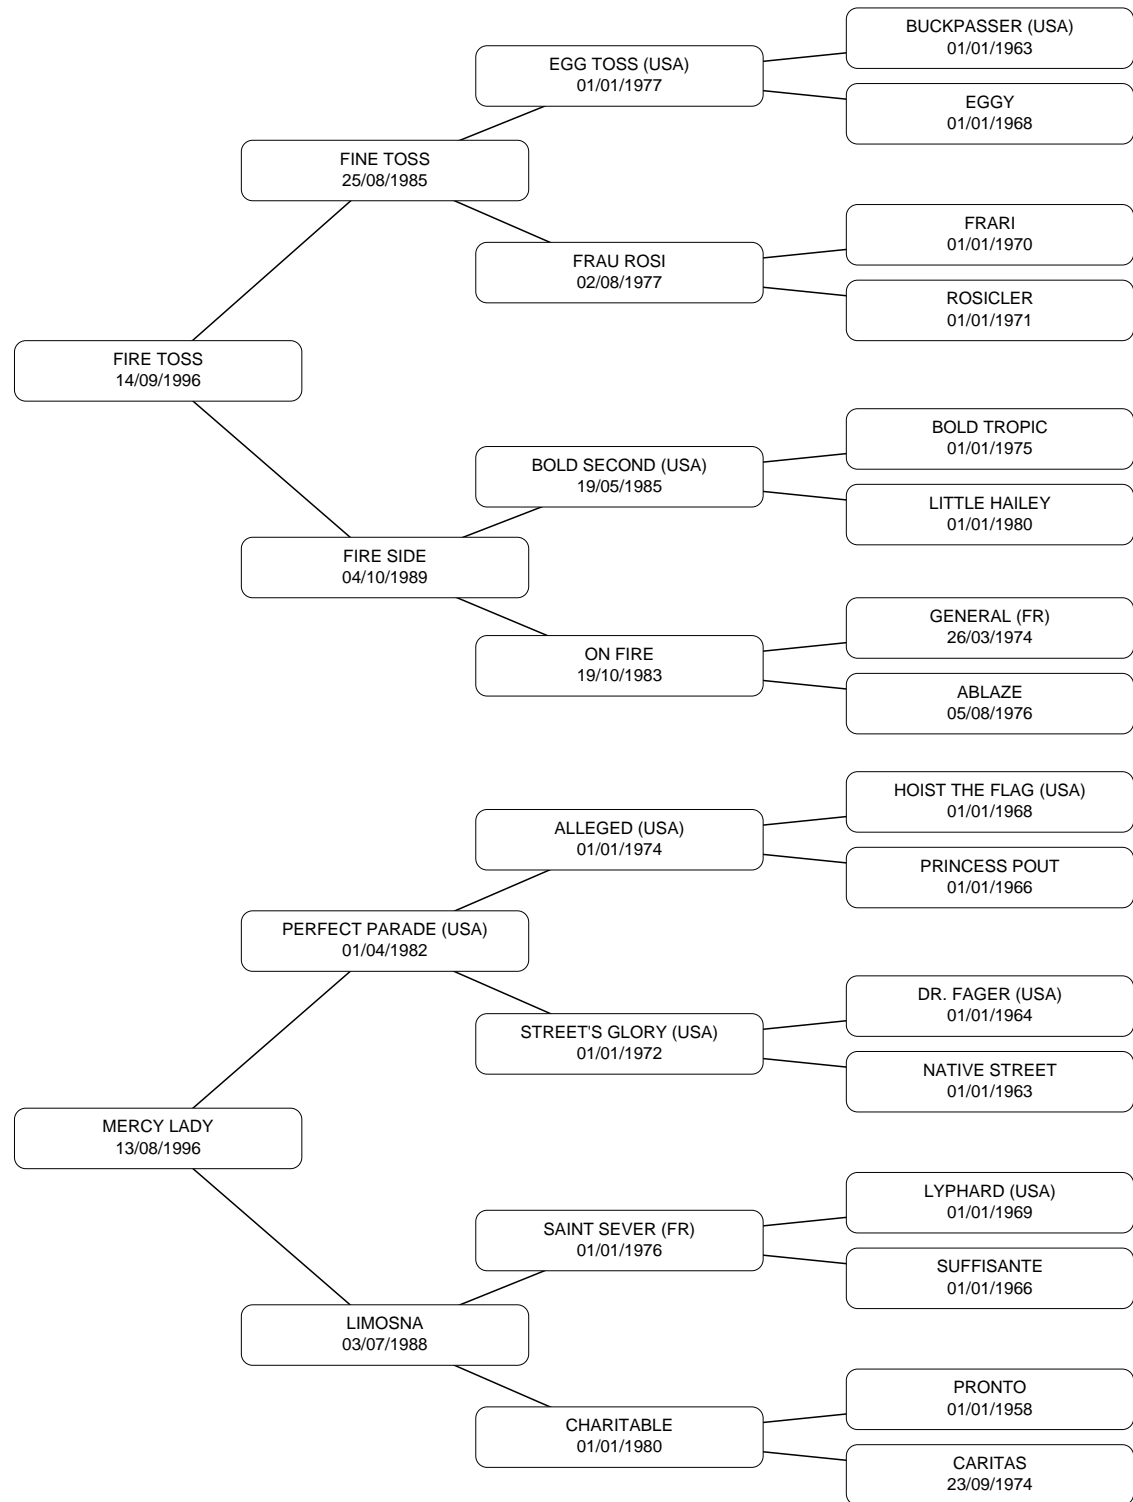 BUCKPASSER (USA)
01/01/1963
EGG TOSS (USA)
01/01/1977
EGGY
01/01/1968
FINE TOSS
25/08/1985
FRARI
01/01/1970
FRAU ROSI
02/08/1977
ROSICLER
01/01/1971
FIRE TOSS
14/09/1996
BOLD TROPIC
01/01/1975
BOLD SECOND (USA)
19/05/1985
LITTLE HAILEY
01/01/1980
FIRE SIDE
04/10/1989
GENERAL (FR)
26/03/1974
ON FIRE
19/10/1983
ABLAZE
05/08/1976
HOIST THE FLAG (USA)
01/01/1968
ALLEGED (USA)
01/01/1974
PRINCESS POUT
01/01/1966
PERFECT PARADE (USA)
01/04/1982
DR. FAGER (USA)
01/01/1964
STREET'S GLORY (USA)
01/01/1972
NATIVE STREET
01/01/1963
MERCY LADY
13/08/1996
LYPHARD (USA)
01/01/1969
SAINT SEVER (FR)
01/01/1976
SUFFISANTE
01/01/1966
LIMOSNA
03/07/1988
PRONTO
01/01/1958
CHARITABLE
01/01/1980
CARITAS
23/09/1974